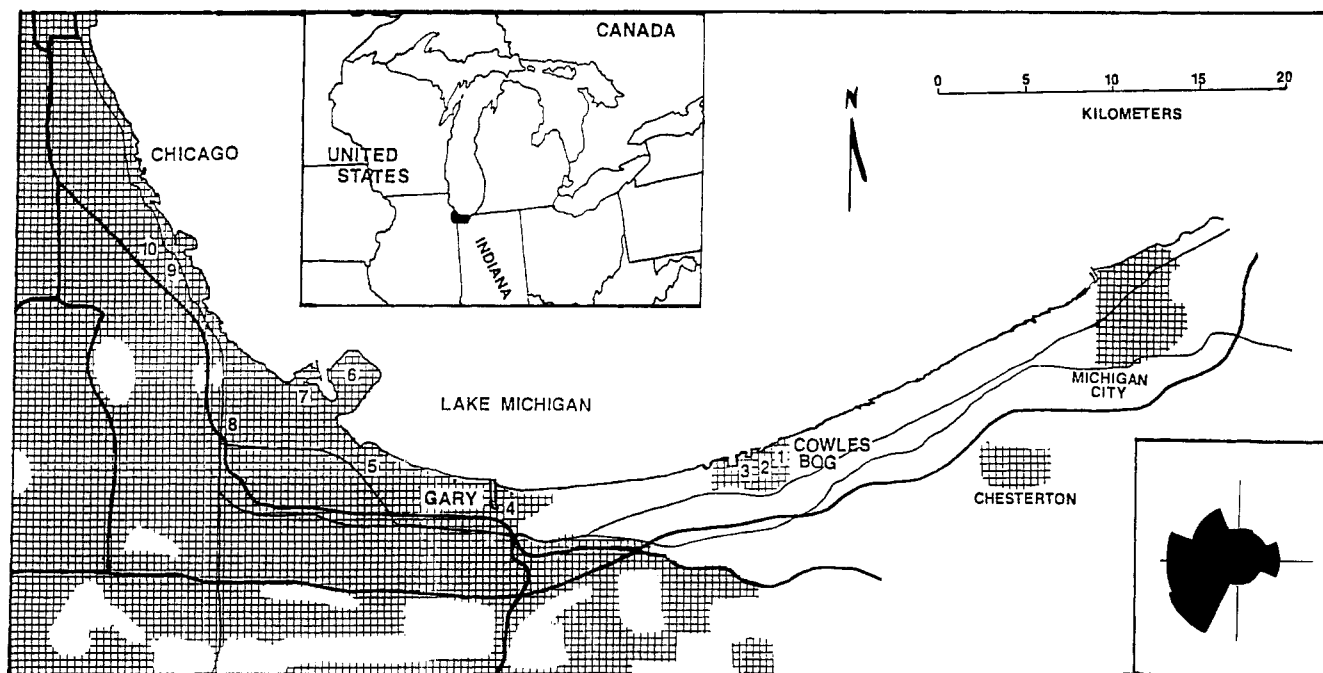 CANADA
UNITED
STATES
INDIANA
N
0 5 10 15 20
KILOMETERS
CHICAGO
10
9
6
7
8
LAKE MICHIGAN
MICHIGAN
CITY
COWLES
BOG
1
2
3
5
GARY
4
CHESTERTON